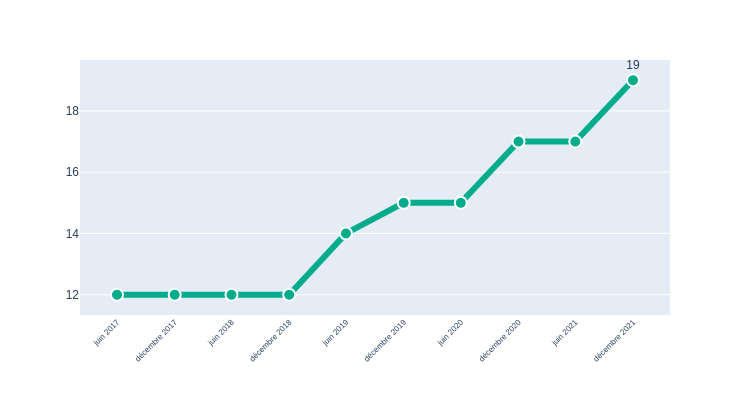 19
18
16
14
12
juin 2017
décembre 2017
juin 2018
décembre 2018
juin 2019
décembre 2019
juin 2020
décembre 2020
juin 2021
décembre 2021